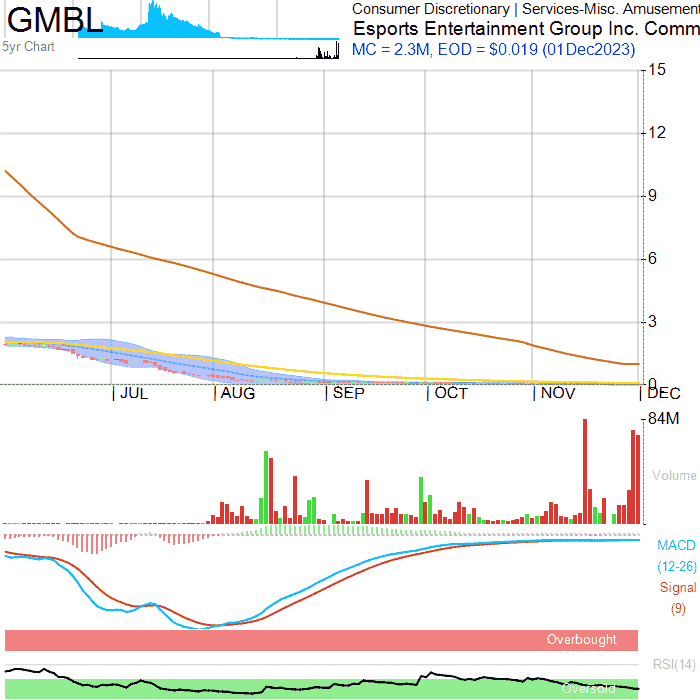 GMBL
5yr Chart
Consumer Discretionary | Services-Misc. Amusement
Esports Entertainment Group Inc. Comm
MC = 2.3M, EOD = $0.019 (01Dec2023)
15
12
9
6
3
0
JUL AUG SEP OCT NOV DEC
84M
Volume
MACD
(12-26)
Signal
(9)
Overbought
RSI(14)
Oversold